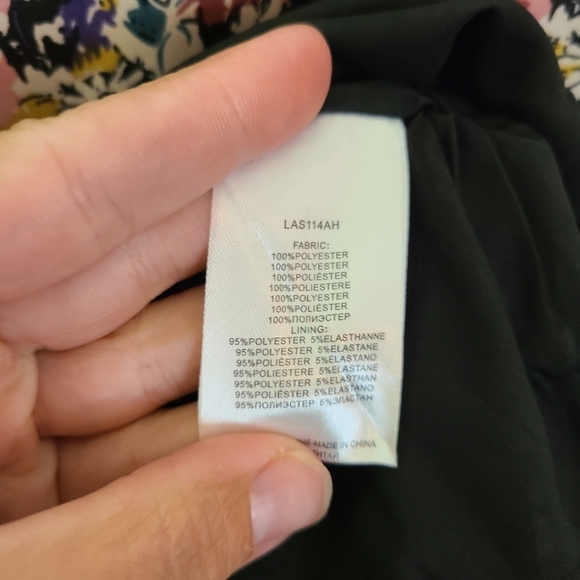 LAS114AH
FABRIC:
100%POLYESTER
100%POLYESTER
100%POLIÉSTER
100%POLIESTERE
100%POLYESTER
100%POLIÉSTER
100%ПОЛИЭСТЕР
LINING:
95%POLYESTER 5%ELASTHANNE
95%POLYESTER 5%ELASTANE
95%POLIÉSTER 5%ELASTANO
95%POLIESTERE 5%ELASTANE
95%POLYESTER 5%ELASTHAN
95%POLIÉSTER 5%ELASTANO
95%ПОЛИЭСТЕР 5%ЭЛАСТАН
MADE IN CHINA